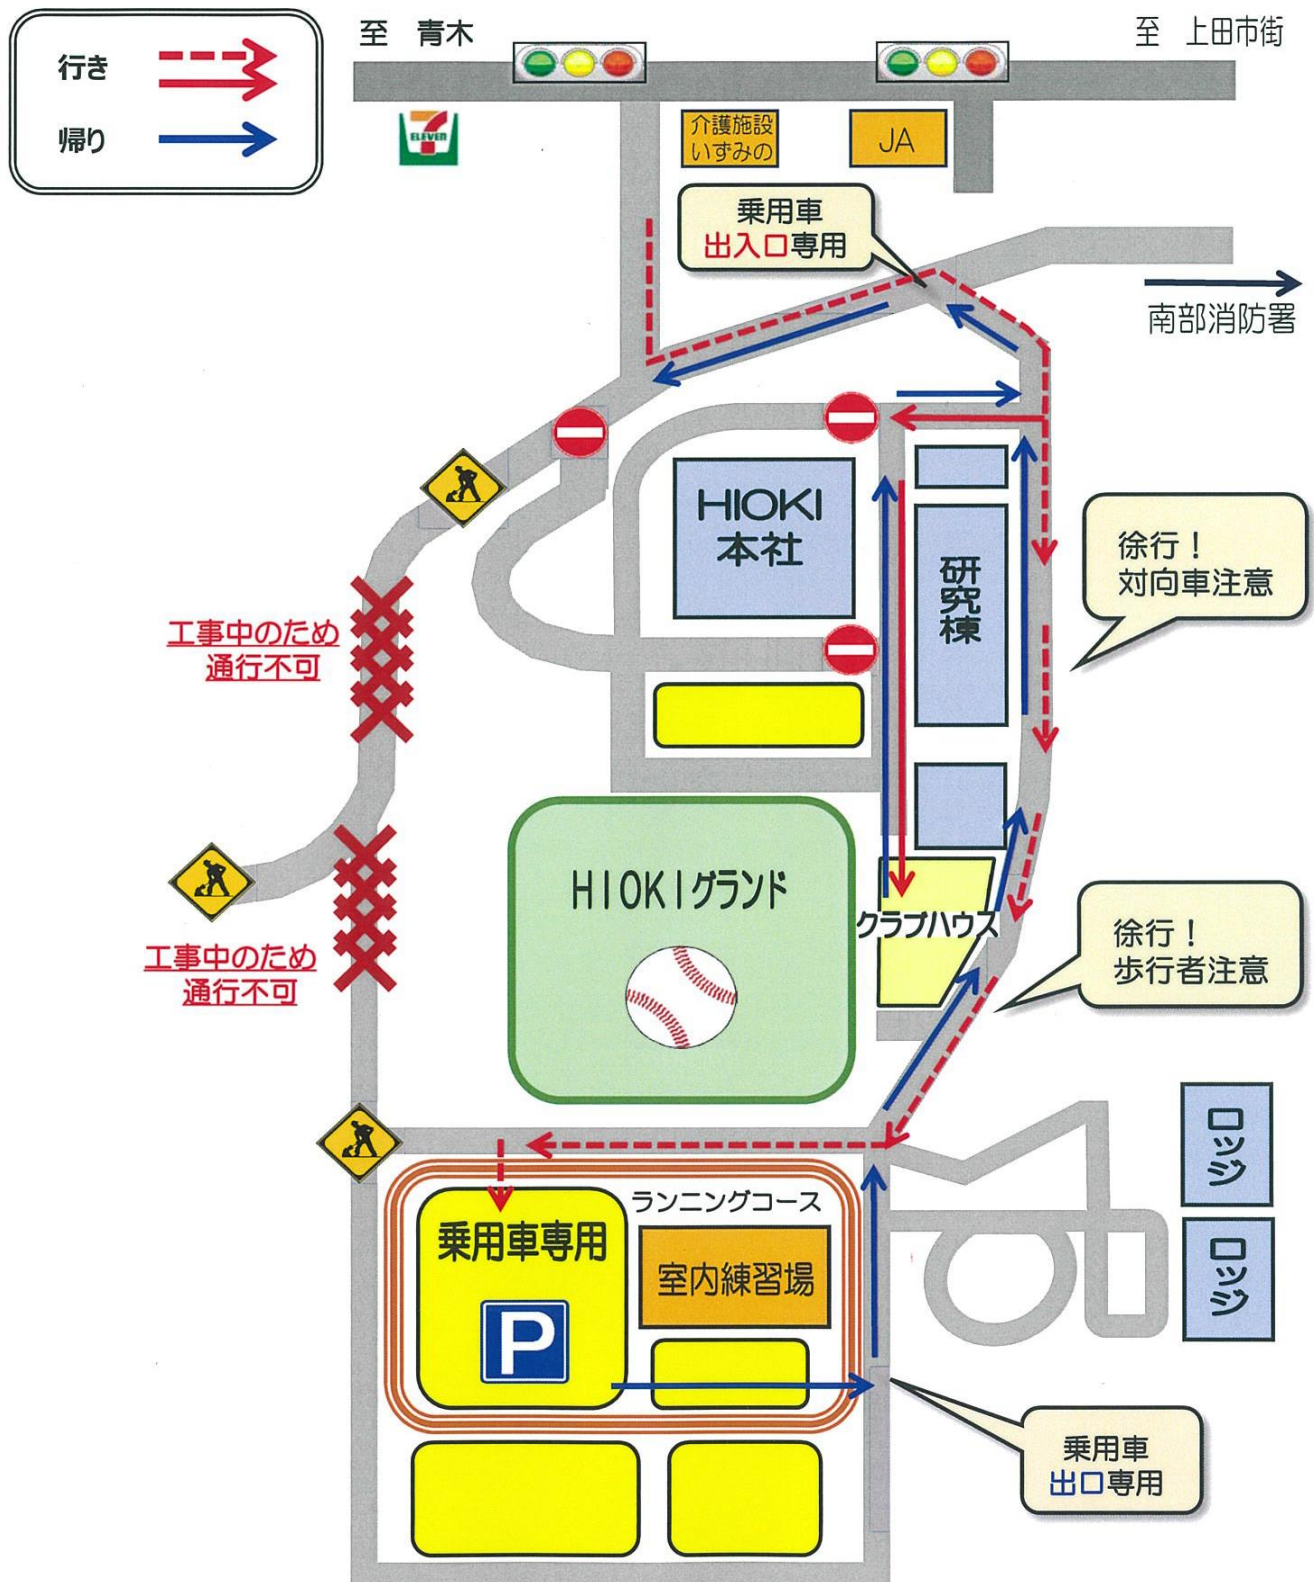 行き
帰り
至 青木
至 上田市街
7
ELEVEN
介護施設
いずみの
JA
乗用車
出入口専用
南部消防署
HIOKI
本社
研究棟
徐行！
対向車注意
工事中のため
通行不可
HIOKIグランド
クラブハウス
工事中のため
通行不可
徐行！
歩行者注意
ロッジ
ロッジ
ランニングコース
乗用車専用
室内練習場
P
乗用車
出口専用